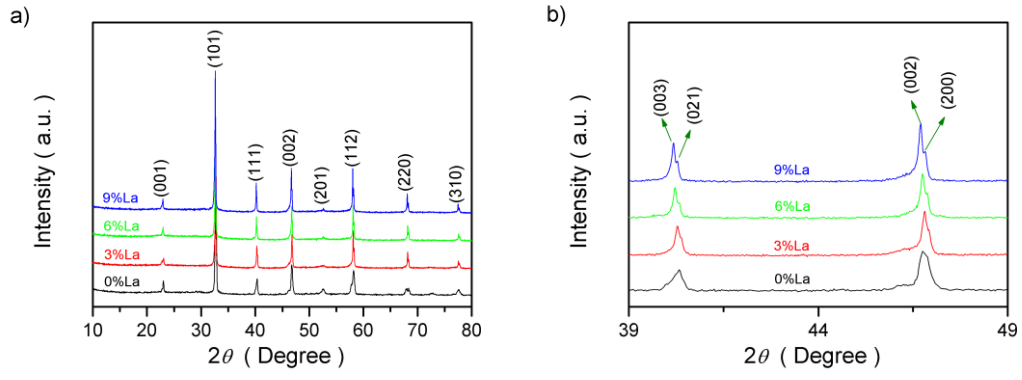 a)
Intensity ( a.u. )
(001)
(101)
(111)
(002)
(201)
(112)
(220)
(310)
9%La
6%La
3%La
0%La
10 20 30 40 50 60 70 80
2θ ( Degree )
b)
Intensity ( a.u. )
(003)
(021)
(002)
(200)
9%La
6%La
3%La
0%La
39 44 49
2θ ( Degree )